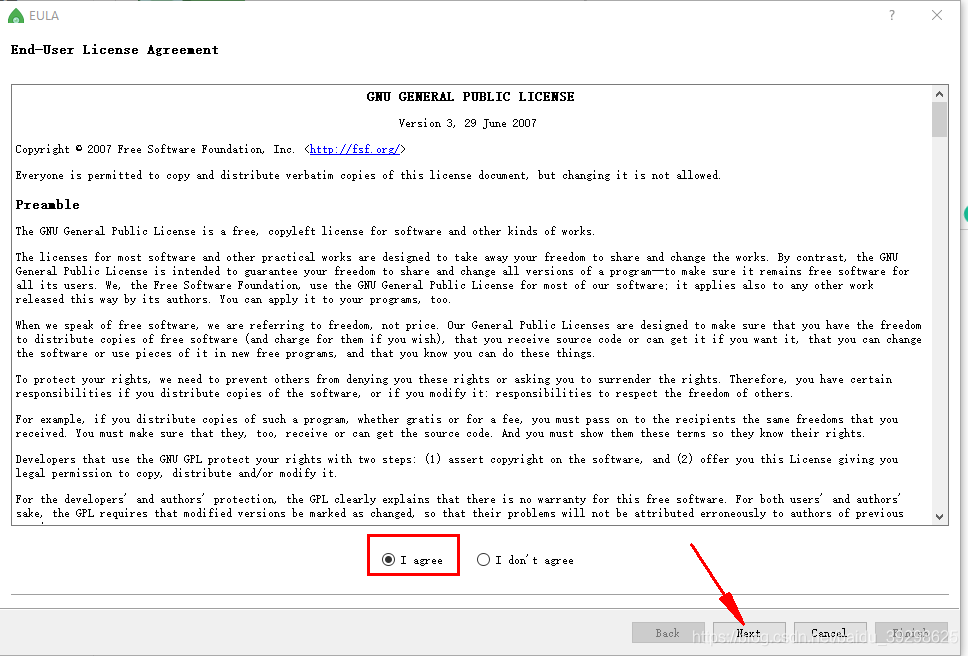 EULA
?
End-User License Agreement
GNU GENERAL PUBLIC LICENSE
Version 3, 29 June 2007
Copyright © 2007 Free Software Foundation, Inc. <http://fsf.org/>
Everyone is permitted to copy and distribute verbatim copies of this license document, but changing it is not allowed.
Preamble
The GNU General Public License is a free, copyleft license for software and other kinds of works.
The licenses for most software and other practical works are designed to take away your freedom to share and change the works. By contrast, the GNU
General Public License is intended to guarantee your freedom to share and change all versions of a program—to make sure it remains free software for
all its users. We, the Free Software Foundation, use the GNU General Public License for most of our software; it applies also to any other work
released this way by its authors. You can apply it to your programs, too.
When we speak of free software, we are referring to freedom, not price. Our General Public Licenses are designed to make sure that you have the freedom
to distribute copies of free software (and charge for them if you wish), that you receive source code or can get it if you want it, that you can change
the software or use pieces of it in new free programs, and that you know you can do these things.
To protect your rights, we need to prevent others from denying you these rights or asking you to surrender the rights. Therefore, you have certain
responsibilities if you distribute copies of the software, or if you modify it: responsibilities to respect the freedom of others.
For example, if you distribute copies of such a program, whether gratis or for a fee, you must pass on to the recipients the same freedoms that you
received. You must make sure that they, too, receive or can get the source code. And you must show them these terms so they know their rights.
Developers that use the GNU GPL protect your rights with two steps: (1) assert copyright on the software, and (2) offer you this License giving you
legal permission to copy, distribute and/or modify it.
For the developers' and authors' protection, the GPL clearly explains that there is no warranty for this free software. For both users' and authors'
sake, the GPL requires that modified versions be marked as changed, so that their problems will not be attributed erroneously to authors of previous
I agree I don't agree
Back Next Cancel Finish